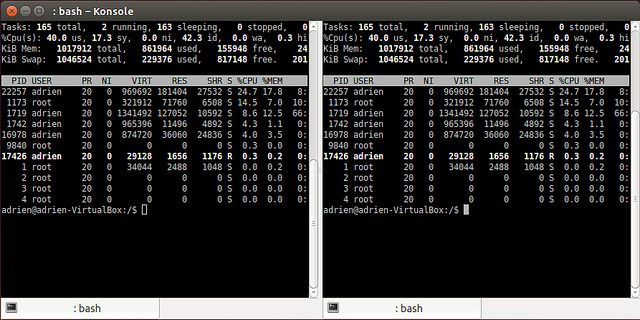 : bash – Konsole
Tasks: 165 total, 2 running, 163 sleeping, 0 stopped, 0
%Cpu(s): 40.0 us, 17.3 sy, 0.0 ni, 42.3 id, 0.0 wa, 0.3 hi
KiB Mem: 1017912 total, 861964 used, 155948 free, 24
KiB Swap: 1046524 total, 229376 used, 817148 free. 201
PID USER PR NI VIRT RES SHR S %CPU %MEM
22257 adrien 20 0 969692 181404 27532 S 24.7 17.8 8:
1173 root 20 0 321912 71760 6508 S 14.5 7.0 10:
1719 adrien 20 0 1341492 127052 10592 S 8.6 12.5 66:
1742 adrien 20 0 965396 11496 4892 S 4.3 1.1 0:
16978 adrien 20 0 874720 36060 24836 S 4.0 3.5 0:
9840 root 20 0 0 0 0 S 0.3 0.0 0:
17426 adrien 20 0 29128 1656 1176 R 0.3 0.2 0:
1 root 20 0 34044 2488 1048 S 0.0 0.2 0:
2 root 20 0 0 0 0 S 0.0 0.0 0:
3 root 20 0 0 0 0 S 0.0 0.0 0:
4 root 20 0 0 0 0 S 0.0 0.0 0:
adrien@adrien-VirtualBox:/$
: bash
Tasks: 165 total, 2 running, 163 sleeping, 0 stopped, 0
%Cpu(s): 40.0 us, 17.3 sy, 0.0 ni, 42.3 id, 0.0 wa, 0.3 hi
KiB Mem: 1017912 total, 861964 used, 155948 free, 24
KiB Swap: 1046524 total, 229376 used, 817148 free. 201
PID USER PR NI VIRT RES SHR S %CPU %MEM
22257 adrien 20 0 969692 181404 27532 S 24.7 17.8 8:
1173 root 20 0 321912 71760 6508 S 14.5 7.0 10:
1719 adrien 20 0 1341492 127052 10592 S 8.6 12.5 66:
1742 adrien 20 0 965396 11496 4892 S 4.3 1.1 0:
16978 adrien 20 0 874720 36060 24836 S 4.0 3.5 0:
9840 root 20 0 0 0 0 S 0.3 0.0 0:
17426 adrien 20 0 29128 1656 1176 R 0.3 0.2 0:
1 root 20 0 34044 2488 1048 S 0.0 0.2 0:
2 root 20 0 0 0 0 S 0.0 0.0 0:
3 root 20 0 0 0 0 S 0.0 0.0 0:
4 root 20 0 0 0 0 S 0.0 0.0 0:
adrien@adrien-VirtualBox:/$
: bash